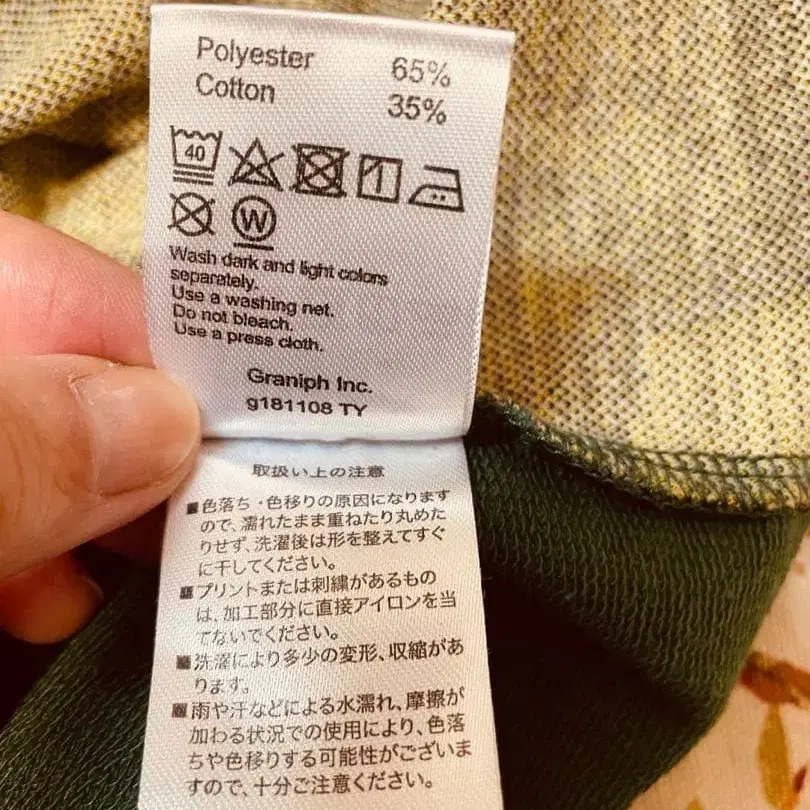 Polyester 65%
Cotton 35%
40
W
Wash dark and light colors
separately.
Use a washing net.
Do not bleach.
Use a press cloth.
Graniph Inc.
g181108 TY
取扱い上の注意
■色落ち・色移りの原因になります
ので、濡れたまま重ねたり丸めた
りせず、洗濯後は形を整えてすぐ
に干してください。
■プリントまたは刺繍があるもの
は、加工部分に直接アイロンを当
てないでください。
■洗濯により多少の変形、収縮があ
ります。
■雨や汗などによる水濡れ、摩擦が
加わる状況での使用により、色落
ちや色移りする可能性がございま
すので、十分ご注意ください。